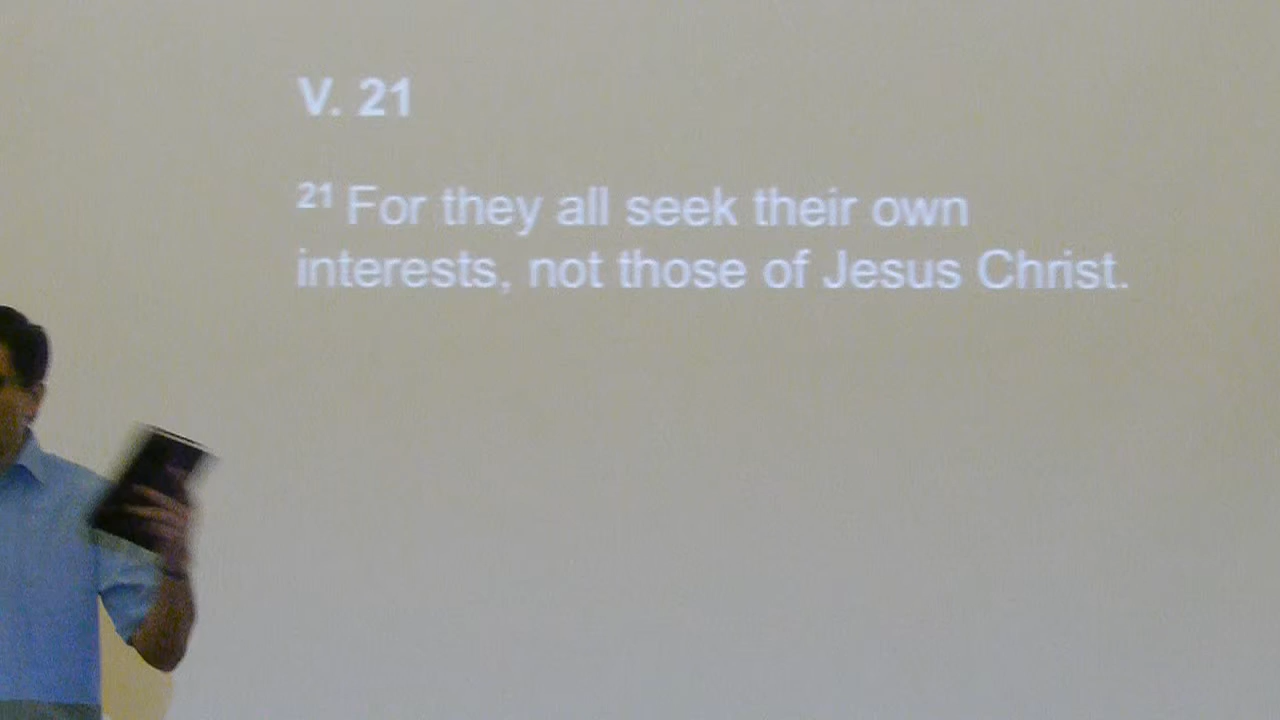 V. 21
21 For they all seek their own
interests, not those of Jesus Christ.